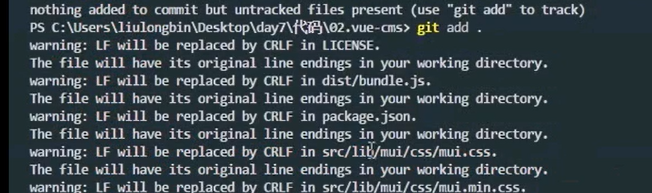 nothing added to commit but untracked files present (use "git add" to track)
PS C:\Users\liulongbin\Desktop\day7\代码\02.vue-cms> git add .
warning: LF will be replaced by CRLF in LICENSE.
The file will have its original line endings in your working directory.
warning: LF will be replaced by CRLF in dist/bundle.js.
The file will have its original line endings in your working directory.
warning: LF will be replaced by CRLF in package.json.
The file will have its original line endings in your working directory.
warning: LF will be replaced by CRLF in src/lib/mui/css/mui.css.
The file will have its original line endings in your working directory.
warning: LF will be replaced by CRLF in src/lib/mui/css/mui.min.css.